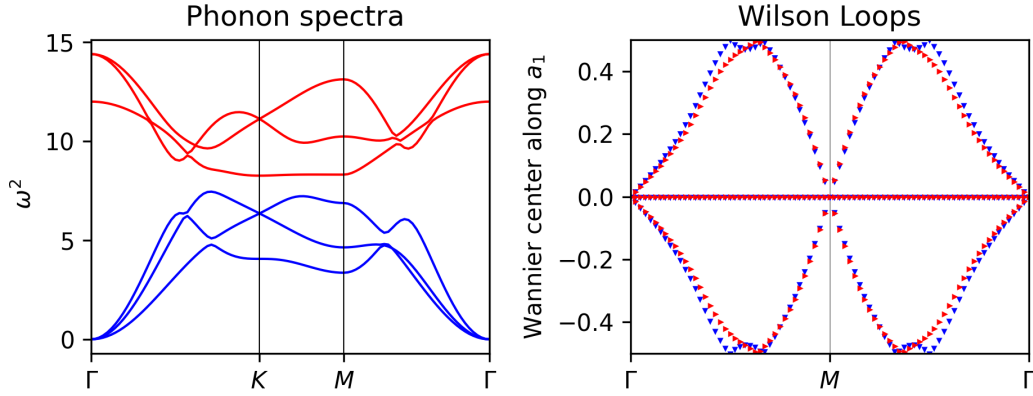 Phonon spectra
ω²
15
10
5
0
Γ
K
M
Γ
Wilson Loops
Wannier center along a₁
0.4
0.2
0.0
−0.2
−0.4
Γ
M
Γ